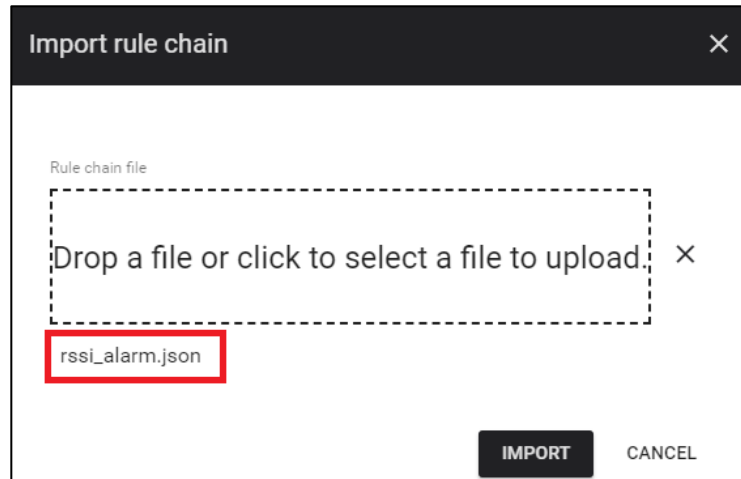 Import rule chain
Rule chain file
Drop a file or click to select a file to upload.
rssi_alarm.json
IMPORT CANCEL